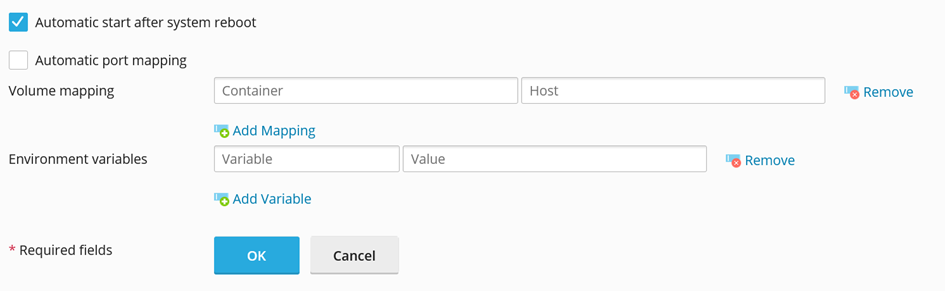 Automatic start after system reboot
Automatic port mapping
Volume mapping Container Host Remove
Add Mapping
Environment variables Variable Value Remove
Add Variable
* Required fields OK Cancel